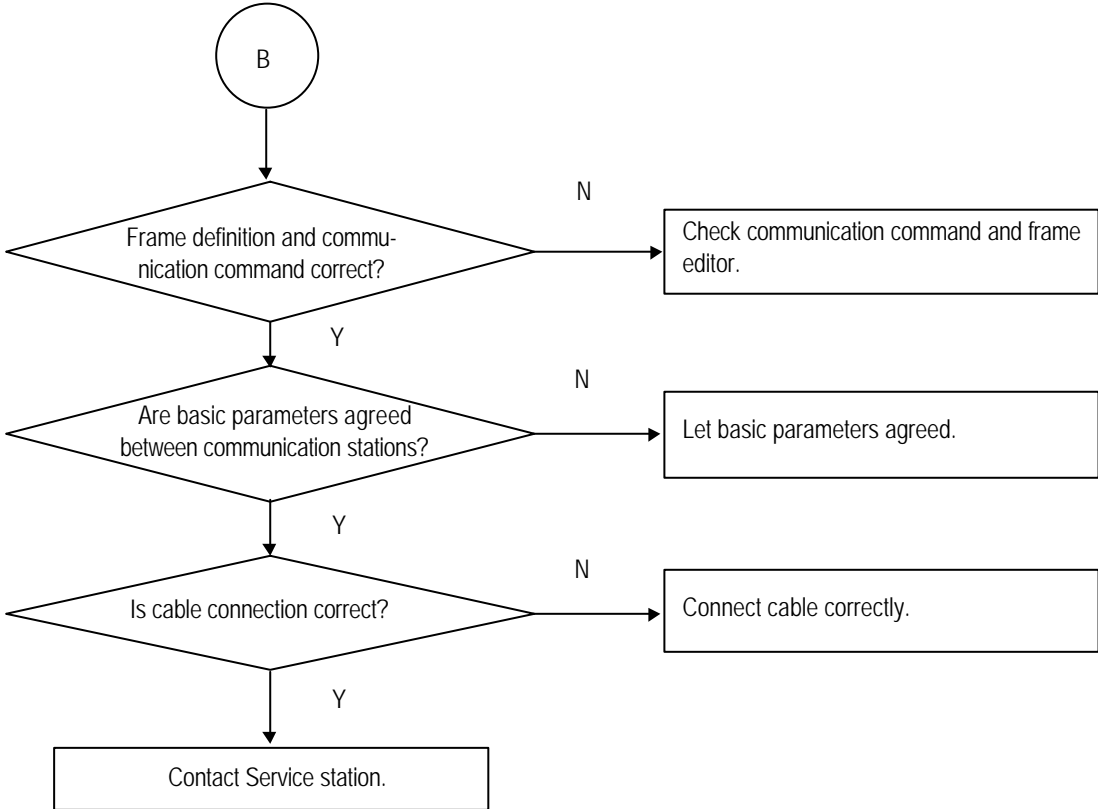 B
N
Frame definition and commu-
nication command correct?
Check communication command and frame
editor.
Y
N
Are basic parameters agreed
between communication stations?
Let basic parameters agreed.
Y
N
Is cable connection correct?
Connect cable correctly.
Y
Contact Service station.